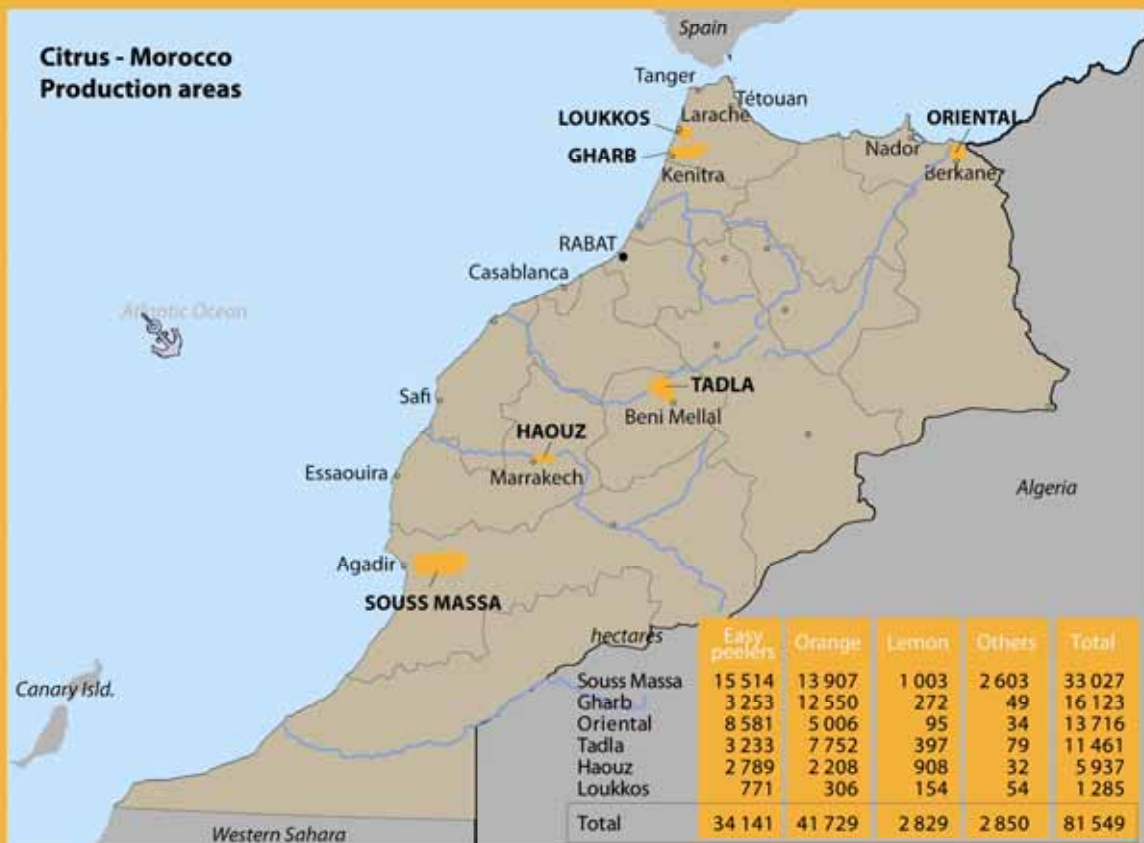 Citrus - Morocco
Production areas
Spain
Tanger
Tétouan
LOUKKOS
Larache
ORIENTAL
GHARB
Nador
Kenitra
Berkane
RABAT
Casablanca
Atlantic Ocean
TADLA
Safi
Beni Mellal
HAOUZ
Essaouira
Marrakech
Algeria
Agadir
SOUSS MASSA
Canary Isld.
Western Sahara
hectares Easy peelers Orange Lemon Others Total
Souss Massa 15 514 13 907 1 003 2 603 33 027
Gharb 3 253 12 550 272 49 16 123
Oriental 8 581 5 006 95 34 13 716
Tadla 3 233 7 752 397 79 11 461
Haouz 2 789 2 208 908 32 5 937
Loukkos 771 306 154 54 1 285
Total 34 141 41 729 2 829 2 850 81 549